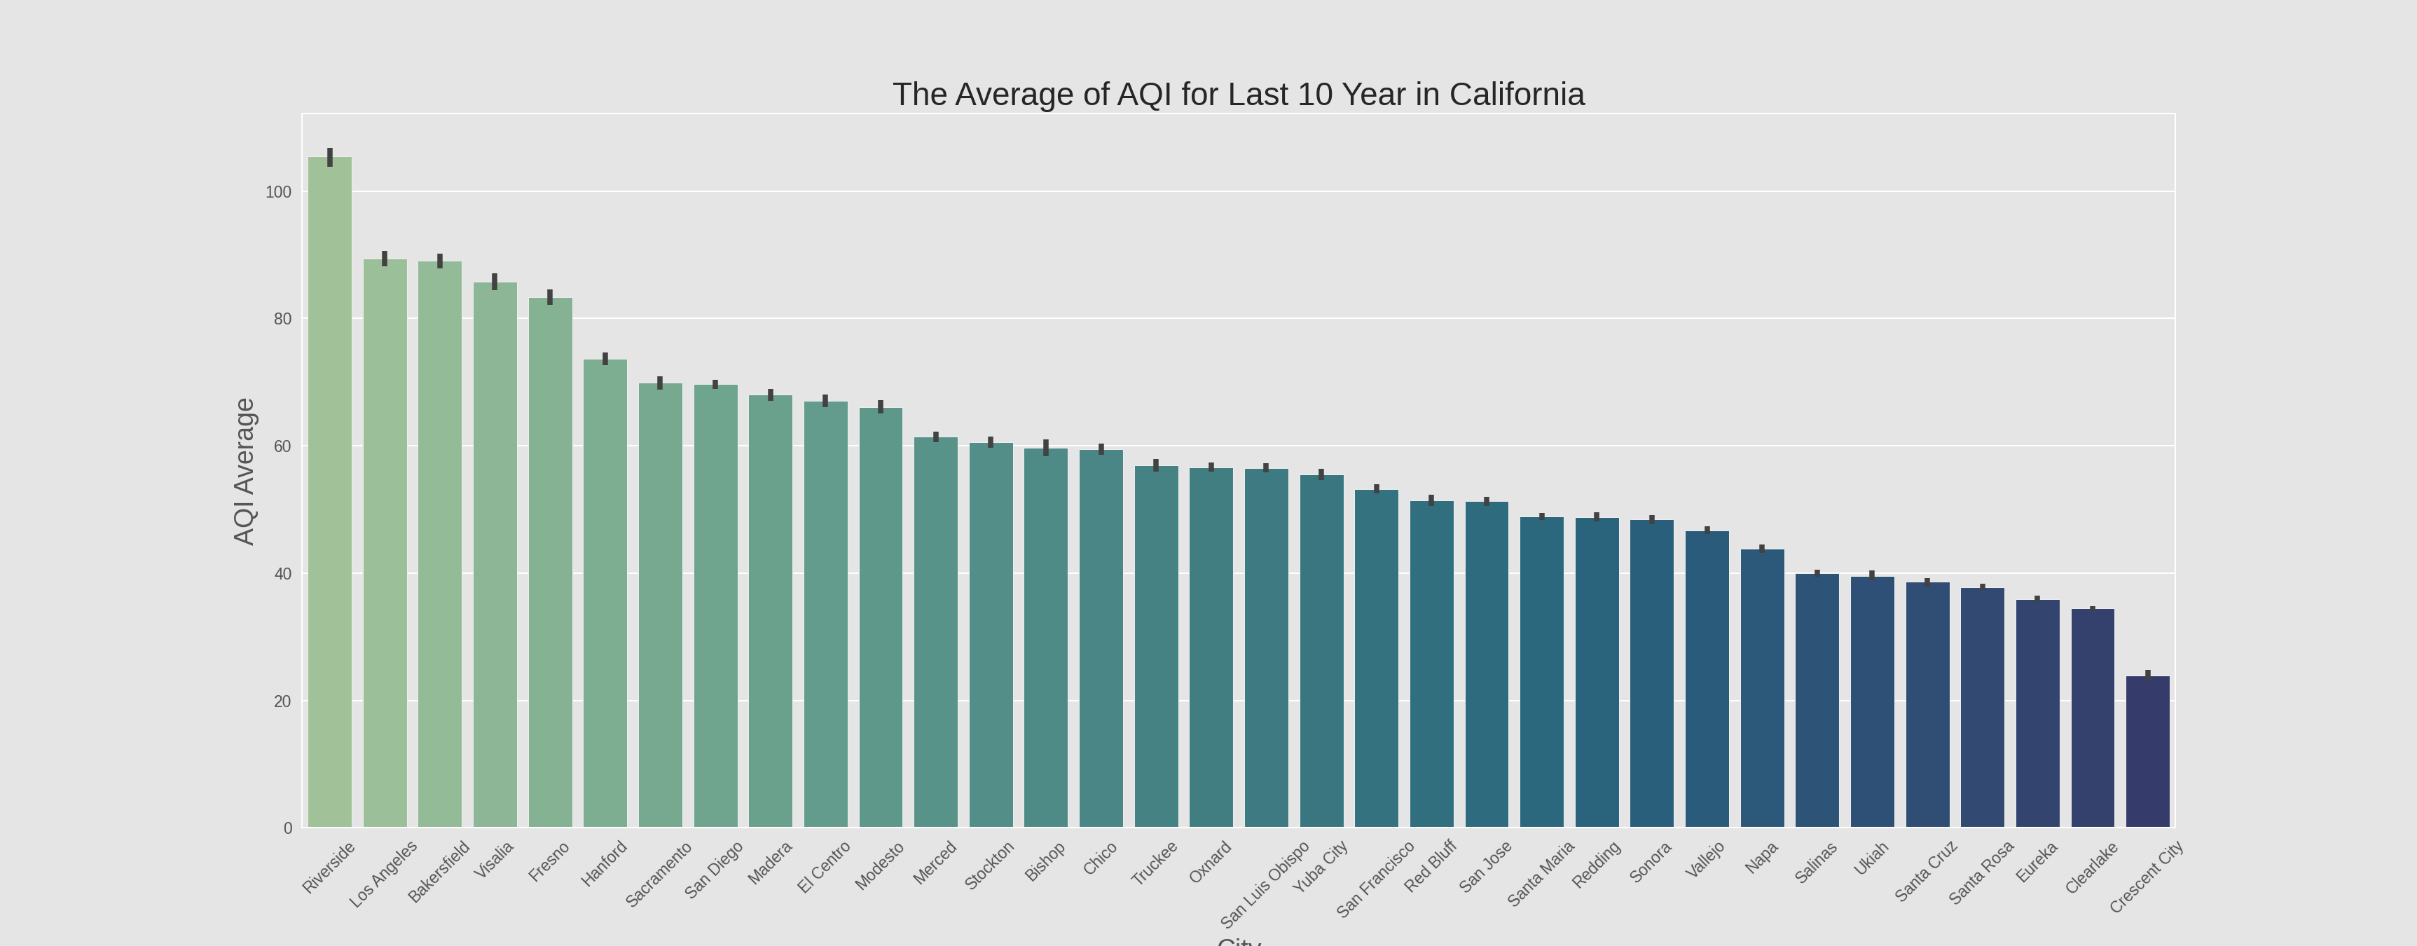 The Average of AQI for Last 10 Year in California
AQI Average
100
80
60
40
20
0
Riverside
Los Angeles
Bakersfield
Visalia
Fresno
Hanford
Sacramento
San Diego
Madera
El Centro
Modesto
Merced
Stockton
Bishop
Chico
Truckee
Oxnard
San Luis Obispo
Yuba City
San Francisco
Red Bluff
San Jose
Santa Maria
Redding
Sonora
Vallejo
Napa
Salinas
Ukiah
Santa Cruz
Santa Rosa
Eureka
Clearlake
Crescent City
City